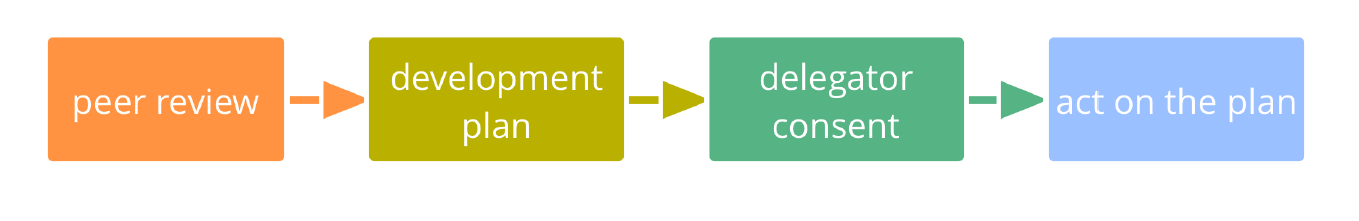 peer review
development
plan
delegator
consent
act on the plan